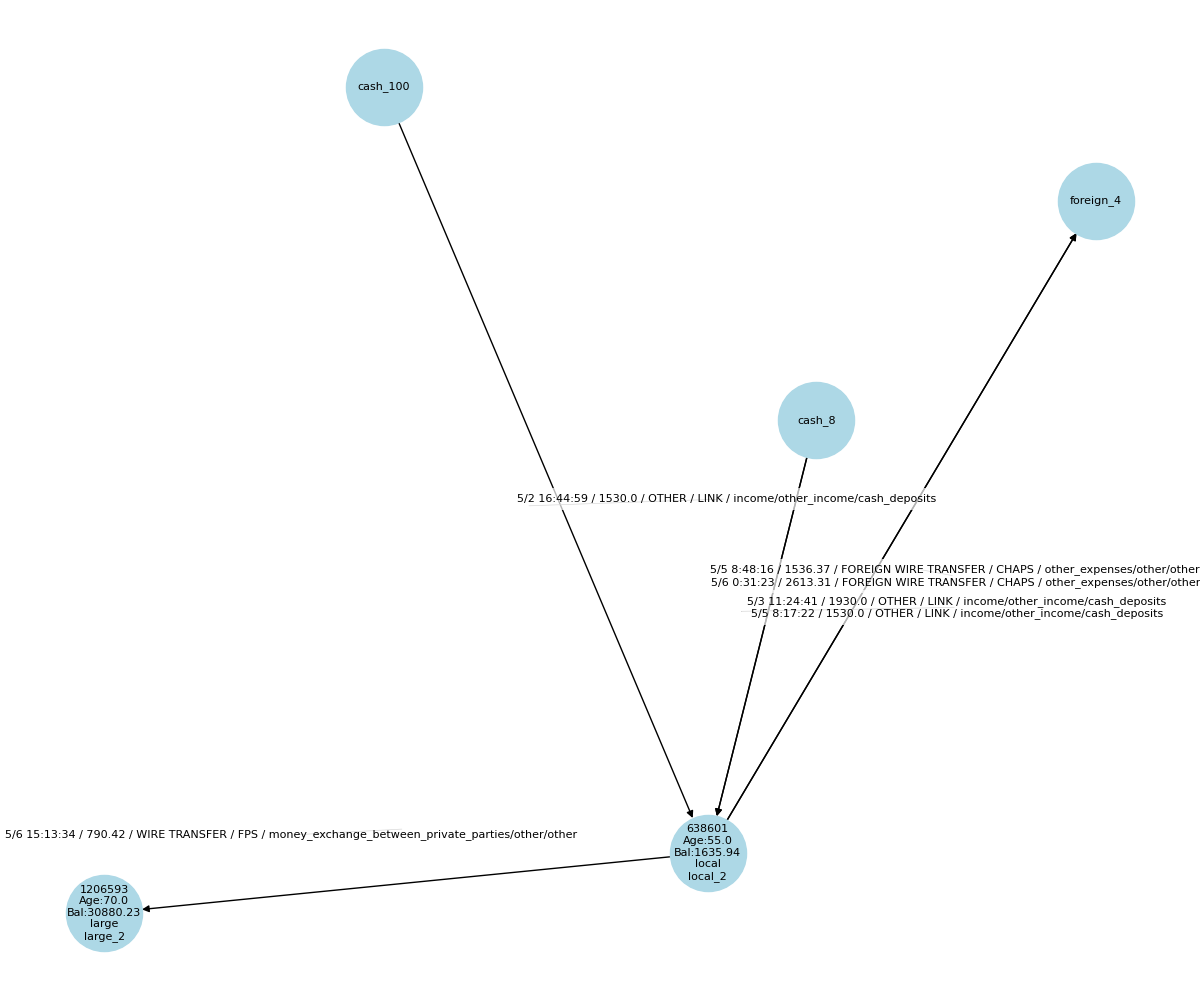 cash_100
foreign_4
cash_8
5/2 16:44:59 / 1530.0 / OTHER / LINK / income/other_income/cash_deposits
5/5 8:48:16 / 1536.37 / FOREIGN WIRE TRANSFER / CHAPS / other_expenses/other/other
5/6 0:31:23 / 2613.31 / FOREIGN WIRE TRANSFER / CHAPS / other_expenses/other/other
5/3 11:24:41 / 1930.0 / OTHER / LINK / income/other_income/cash_deposits
5/5 8:17:22 / 1530.0 / OTHER / LINK / income/other_income/cash_deposits
5/6 15:13:34 / 790.42 / WIRE TRANSFER / FPS / money_exchange_between_private_parties/other/other
638601
Age:55.0
Bal:1635.94
local
local_2
1206593
Age:70.0
Bal:30880.23
large
large_2